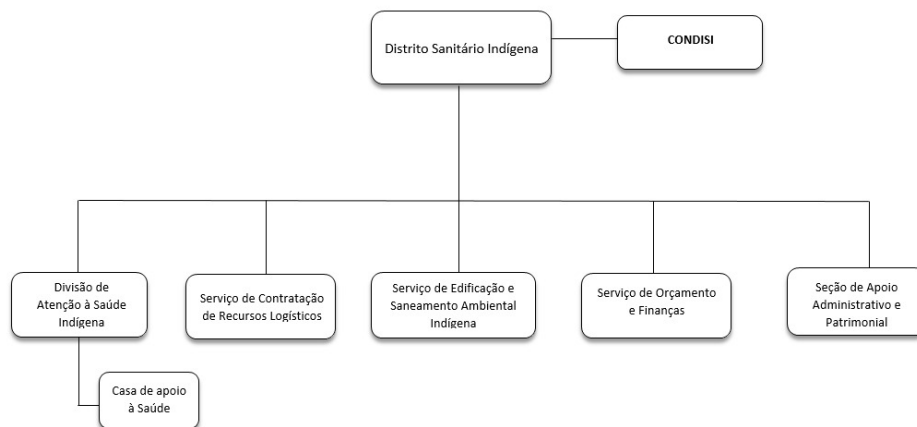 Distrito Sanitário Indígena
CONDISI
Divisão de
Atenção à Saúde
Indígena
Serviço de Contratação
de Recursos Logísticos
Serviço de Edificação e
Saneamento Ambiental
Indígena
Serviço de Orçamento
e Finanças
Seção de Apoio
Administrativo e
Patrimonial
Casa de apoio
à Saúde